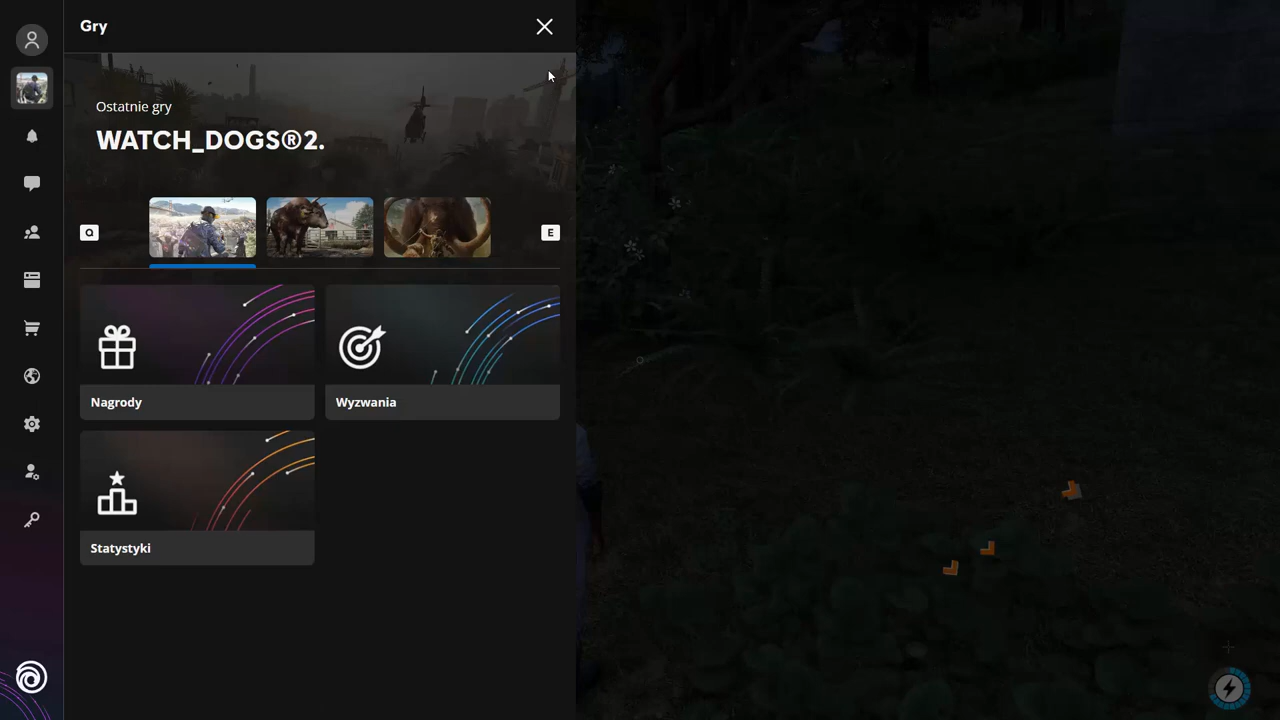 Gry
Ostatnie gry
WATCH_DOGS®2.
Q
E
Nagrody
Wyzwania
Statystyki